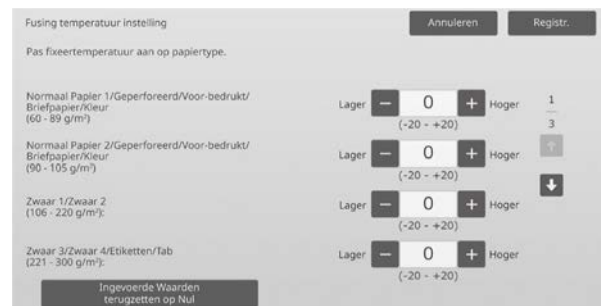 Fusing temperatuur instelling
Annuleren
Registr.
Pas fixeertemperatuur aan op papiertype.
Normaal Papier 1/Geperforeerd/Voor-bedrukt/
Briefpapier/Kleur
(60 - 89 g/m²)
Lager − 0 + Hoger
(-20 - +20)
1
3
Normaal Papier 2/Geperforeerd/Voor-bedrukt/
Briefpapier/Kleur
(90 - 105 g/m²)
Lager − 0 + Hoger
(-20 - +20)
Zwaar 1/Zwaar 2
(106 - 220 g/m²):
Lager − 0 + Hoger
(-20 - +20)
Zwaar 3/Zwaar 4/Etiketten/Tab
(221 - 300 g/m²):
Lager − 0 + Hoger
(-20 - +20)
Ingevoerde Waarden
terugzetten op Nul